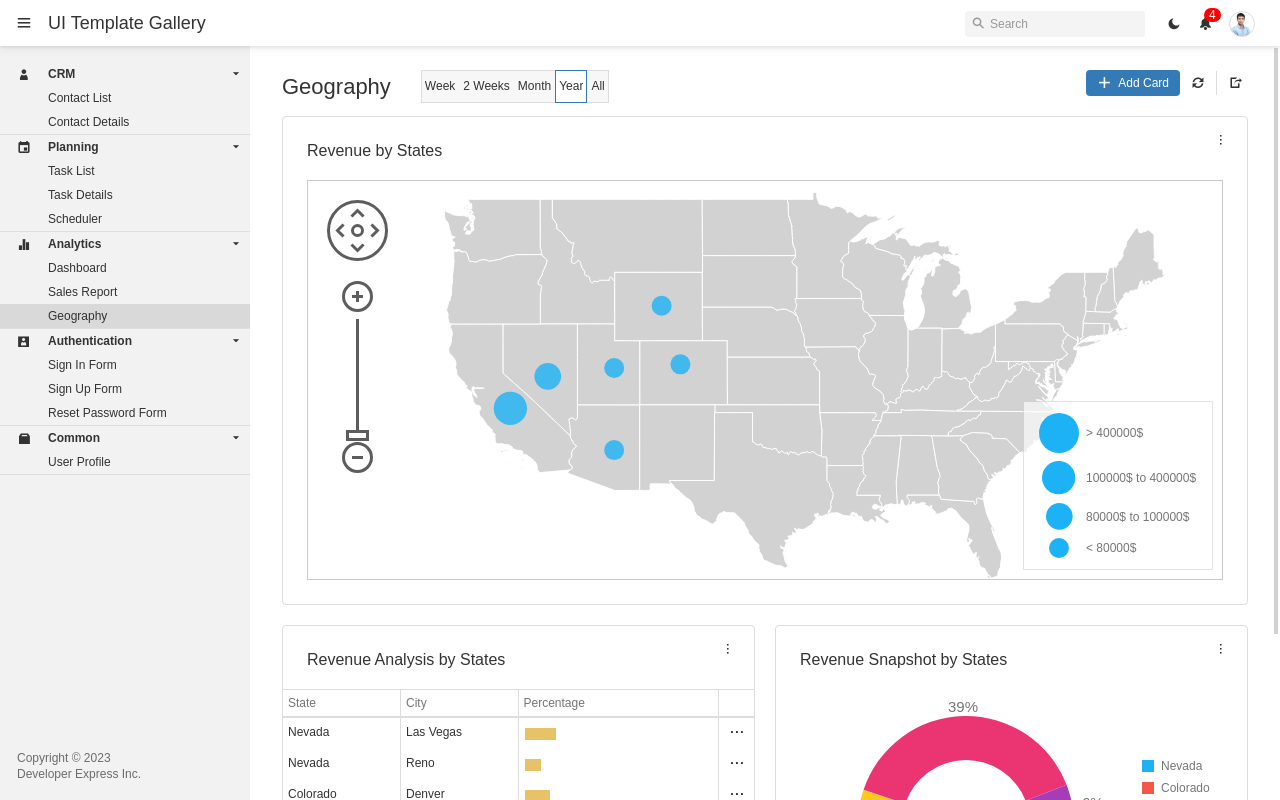 UI Template Gallery
Search
4
CRM
Contact List
Contact Details
Planning
Task List
Task Details
Scheduler
Analytics
Dashboard
Sales Report
Geography
Authentication
Sign In Form
Sign Up Form
Reset Password Form
Common
User Profile
Copyright © 2023
Developer Express Inc.
Geography
Week 2 Weeks Month Year All
Add Card
Revenue by States
> 400000$
100000$ to 400000$
80000$ to 100000$
< 80000$
Revenue Analysis by States
State City Percentage
Nevada Las Vegas
Nevada Reno
Colorado Denver
Revenue Snapshot by States
39%
Nevada
Colorado